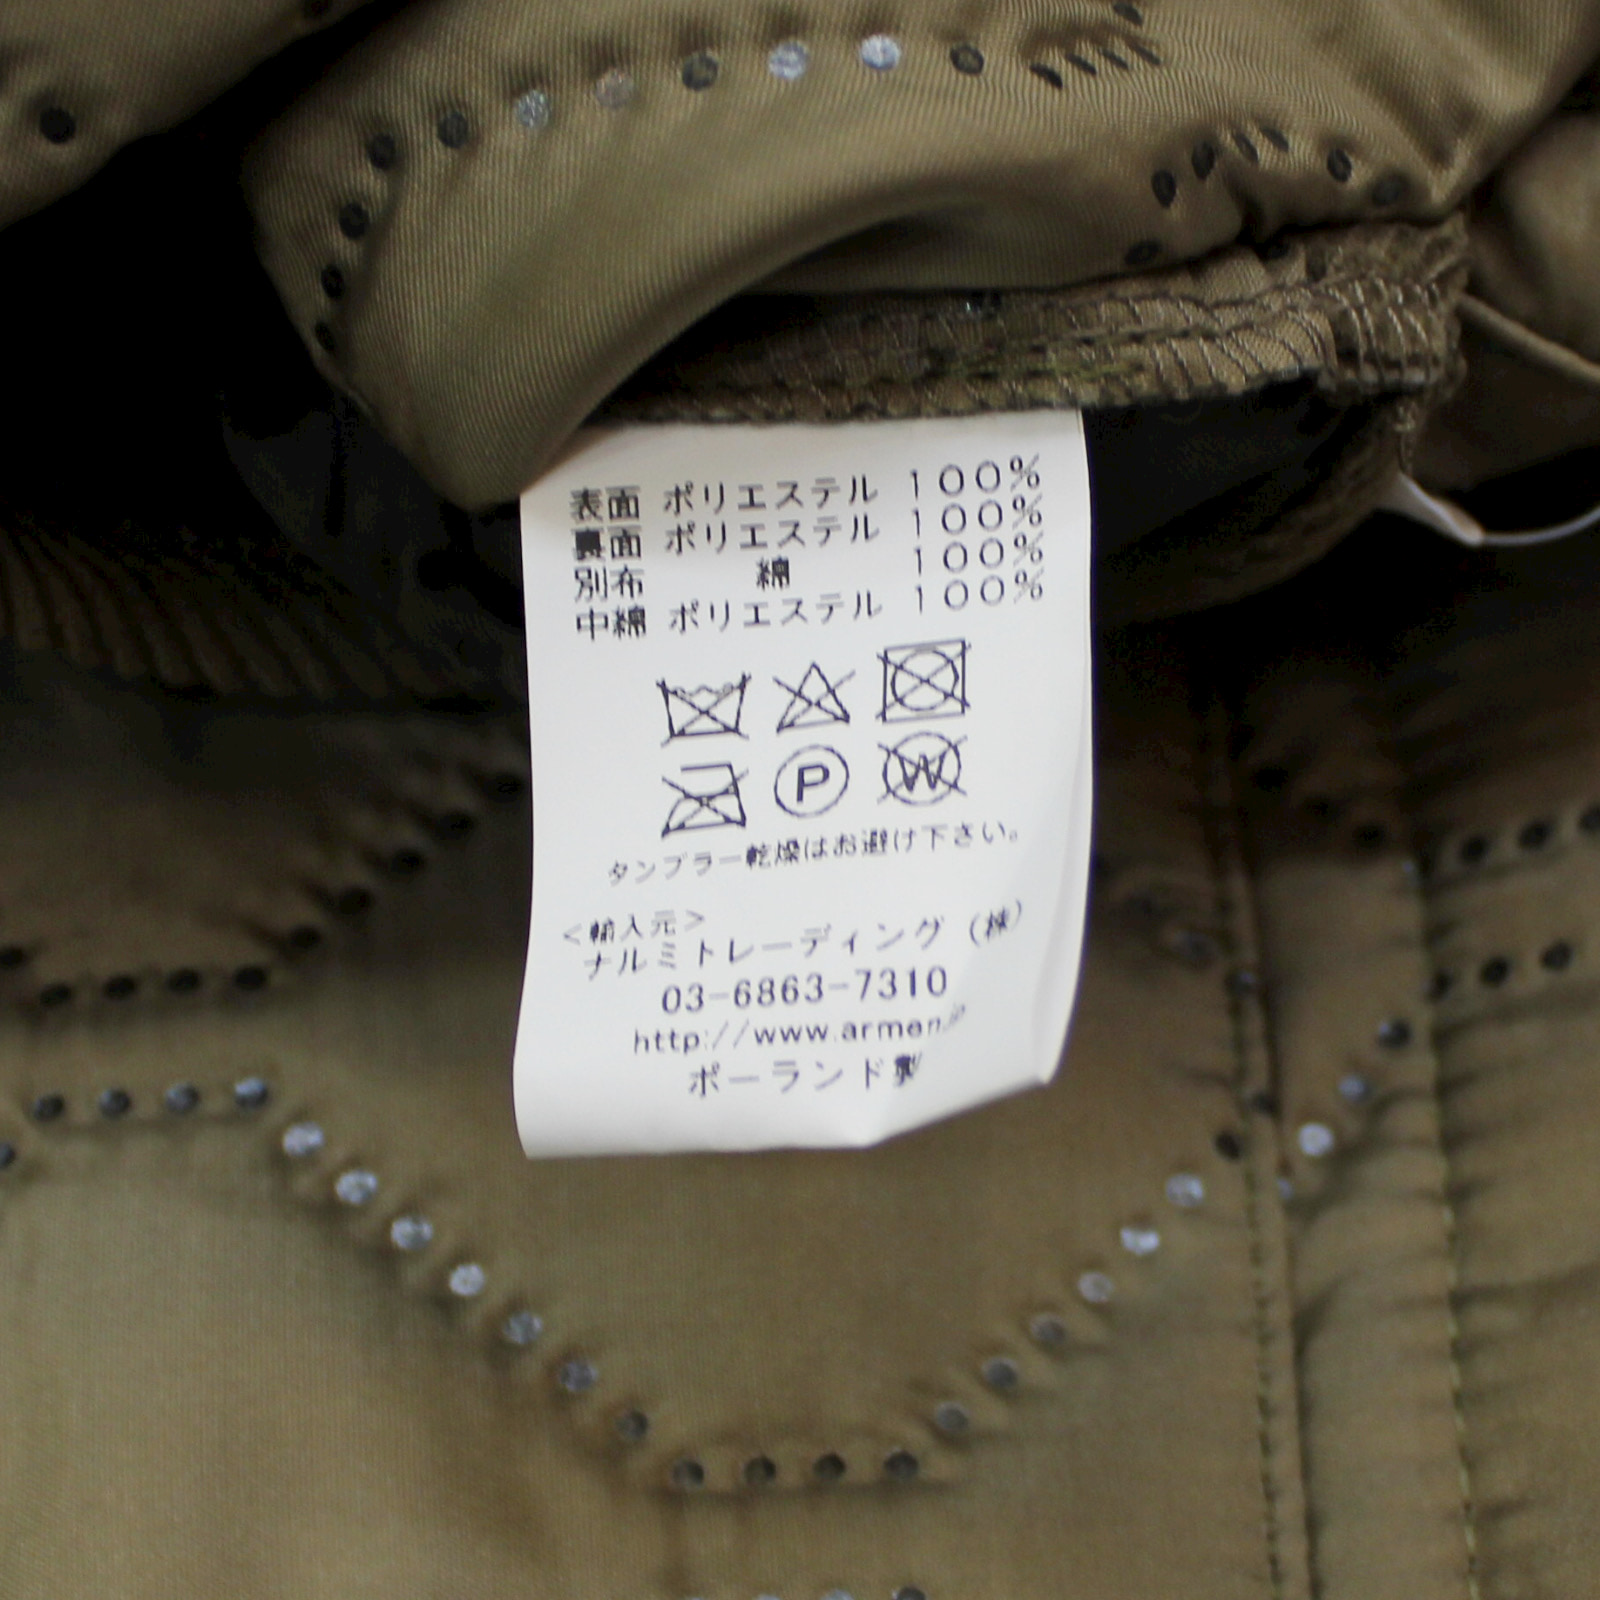 表面 ポリエステル 100%
裏面 ポリエステル 100%
別布 綿 100%
中綿 ポリエステル 100%
P W
タンブラー乾燥はお避け下さい。
<輸入元>
ナルミトレーディング(株)
03-6863-7310
http://www.armen.jp
ポーランド製